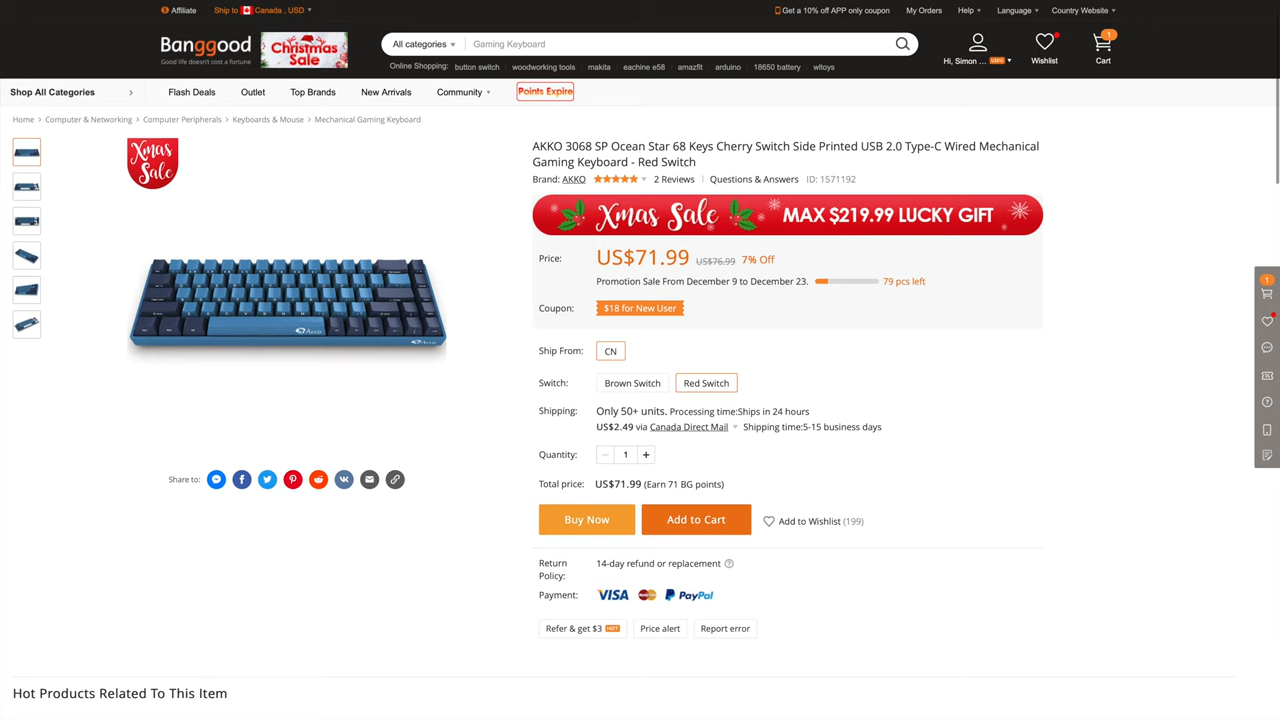 Affiliate
Ship to Canada , USD
Get a 10% off APP only coupon
My Orders
Help
Language
Country Website
Banggood
Good life doesn't cost a fortune
Christmas
Sale
All categories
Gaming Keyboard
Online Shopping: button switch woodworking tools makita eachine e58 amazfit arduino 18650 battery wltoys
Hi, Simon ...
Wishlist
1
Cart
Shop All Categories
Flash Deals
Outlet
Top Brands
New Arrivals
Community
Points Expire
Home > Computer & Networking > Computer Peripherals > Keyboards & Mouse > Mechanical Gaming Keyboard
Xmas
Sale
AKKO 3068 SP Ocean Star 68 Keys Cherry Switch Side Printed USB 2.0 Type-C Wired Mechanical
Gaming Keyboard - Red Switch
Brand: AKKO 2 Reviews | Questions & Answers ID: 1571192
Xmas Sale MAX $219.99 LUCKY GIFT
Price: US$71.99 US$76.99 7% Off
Promotion Sale From December 9 to December 23. 79 pcs left
Coupon: $18 for New User
Ship From: CN
Switch: Brown Switch Red Switch
Shipping: Only 50+ units. Processing time:Ships in 24 hours
US$2.49 via Canada Direct Mail Shipping time:5-15 business days
Quantity: − 1 +
Total price: US$71.99 (Earn 71 BG points)
Share to:
Buy Now
Add to Cart
Add to Wishlist (199)
Return
Policy:
14-day refund or replacement
Payment: VISA PayPal
Refer & get $3 HOT
Price alert
Report error
1
Hot Products Related To This Item